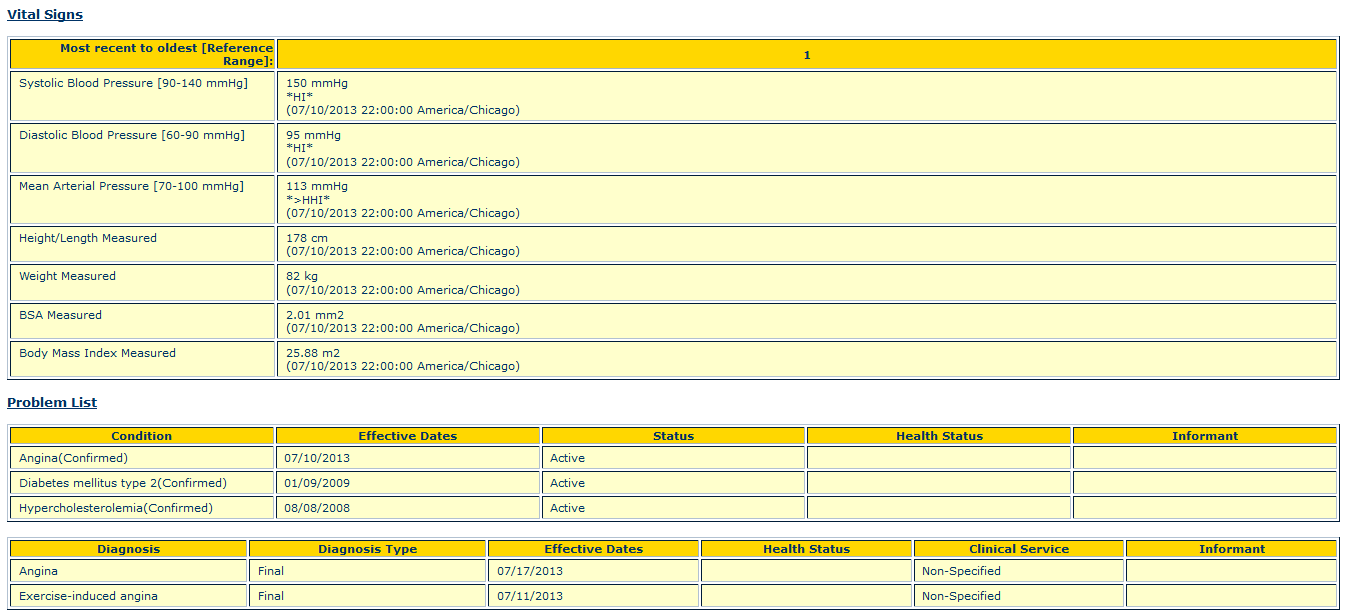 Vital Signs
Most recent to oldest [Reference
Range]:
1
Systolic Blood Pressure [90-140 mmHg]
150 mmHg
*HI*
(07/10/2013 22:00:00 America/Chicago)
Diastolic Blood Pressure [60-90 mmHg]
95 mmHg
*HI*
(07/10/2013 22:00:00 America/Chicago)
Mean Arterial Pressure [70-100 mmHg]
113 mmHg
*>HHI*
(07/10/2013 22:00:00 America/Chicago)
Height/Length Measured
178 cm
(07/10/2013 22:00:00 America/Chicago)
Weight Measured
82 kg
(07/10/2013 22:00:00 America/Chicago)
BSA Measured
2.01 mm2
(07/10/2013 22:00:00 America/Chicago)
Body Mass Index Measured
25.88 m2
(07/10/2013 22:00:00 America/Chicago)
Problem List
Condition Effective Dates Status Health Status Informant
Angina(Confirmed) 07/10/2013 Active
Diabetes mellitus type 2(Confirmed) 01/09/2009 Active
Hypercholesterolemia(Confirmed) 08/08/2008 Active
Diagnosis Diagnosis Type Effective Dates Health Status Clinical Service Informant
Angina Final 07/17/2013 Non-Specified
Exercise-induced angina Final 07/11/2013 Non-Specified